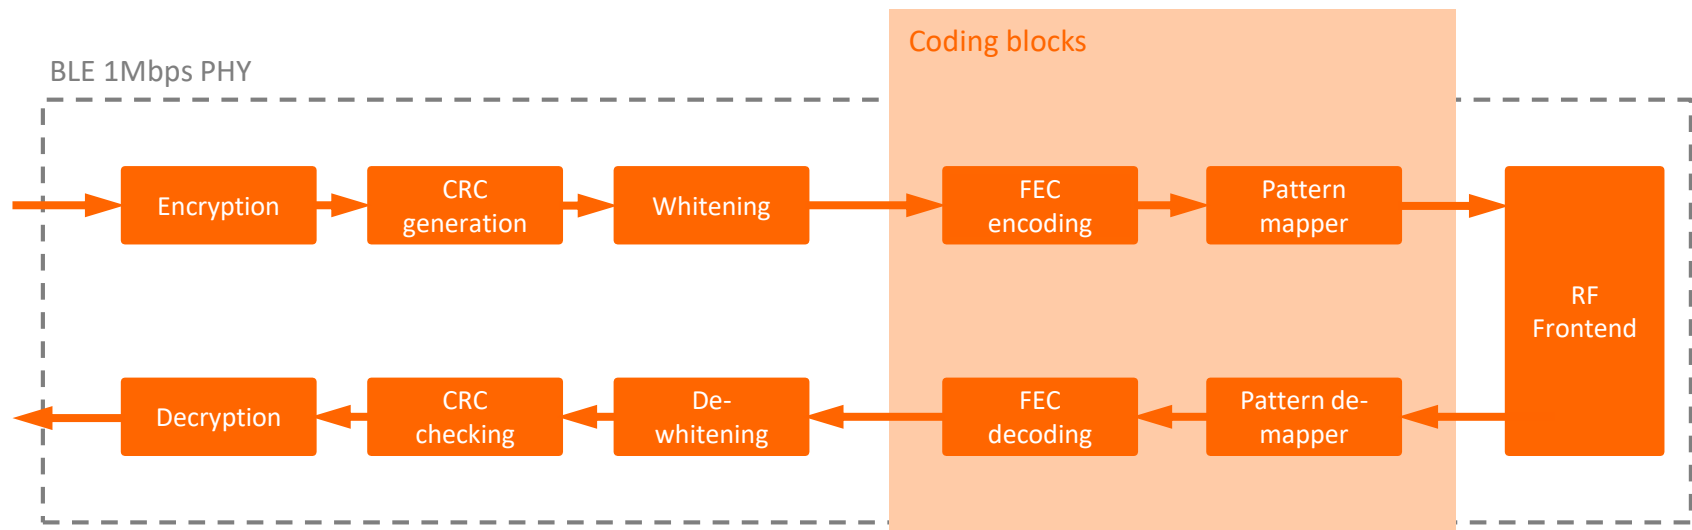 Coding blocks
BLE 1Mbps PHY
Encryption
CRC
generation
Whitening
FEC
encoding
Pattern
mapper
RF
Frontend
Decryption
CRC
checking
De-
whitening
FEC
decoding
Pattern de-
mapper